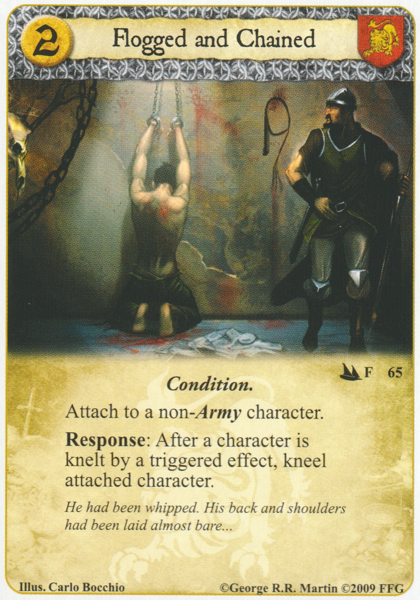 2
Flogged and Chained
F 65
Condition.
Attach to a non-Army character.
Response: After a character is
knelt by a triggered effect, kneel
attached character.
He had been whipped. His back and shoulders
had been laid almost bare...
Illus. Carlo Bocchio
©George R.R. Martin ©2009 FFG